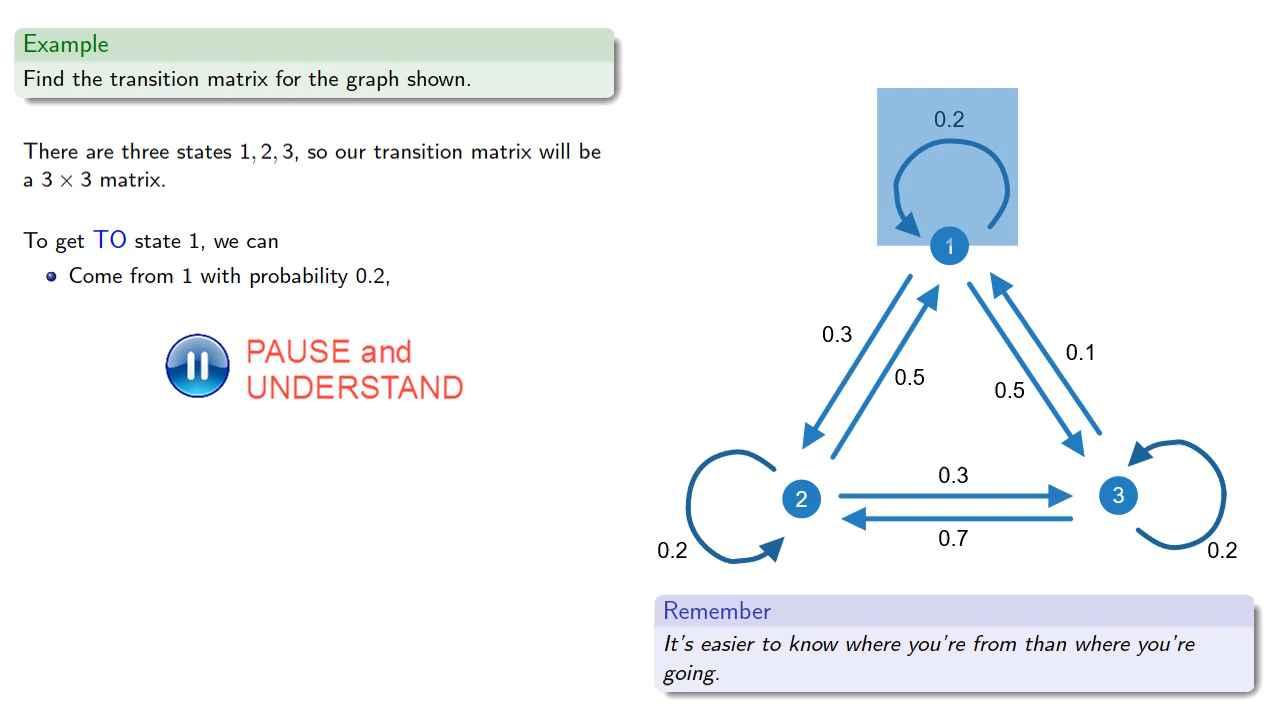 Example
Find the transition matrix for the graph shown.
There are three states 1, 2, 3, so our transition matrix will be
a 3 × 3 matrix.
To get TO state 1, we can
Come from 1 with probability 0.2,
PAUSE and
UNDERSTAND
0.2
1
0.3
0.5
0.5
0.1
2
0.3
3
0.7
0.2
0.2
Remember
It's easier to know where you're from than where you're
going.